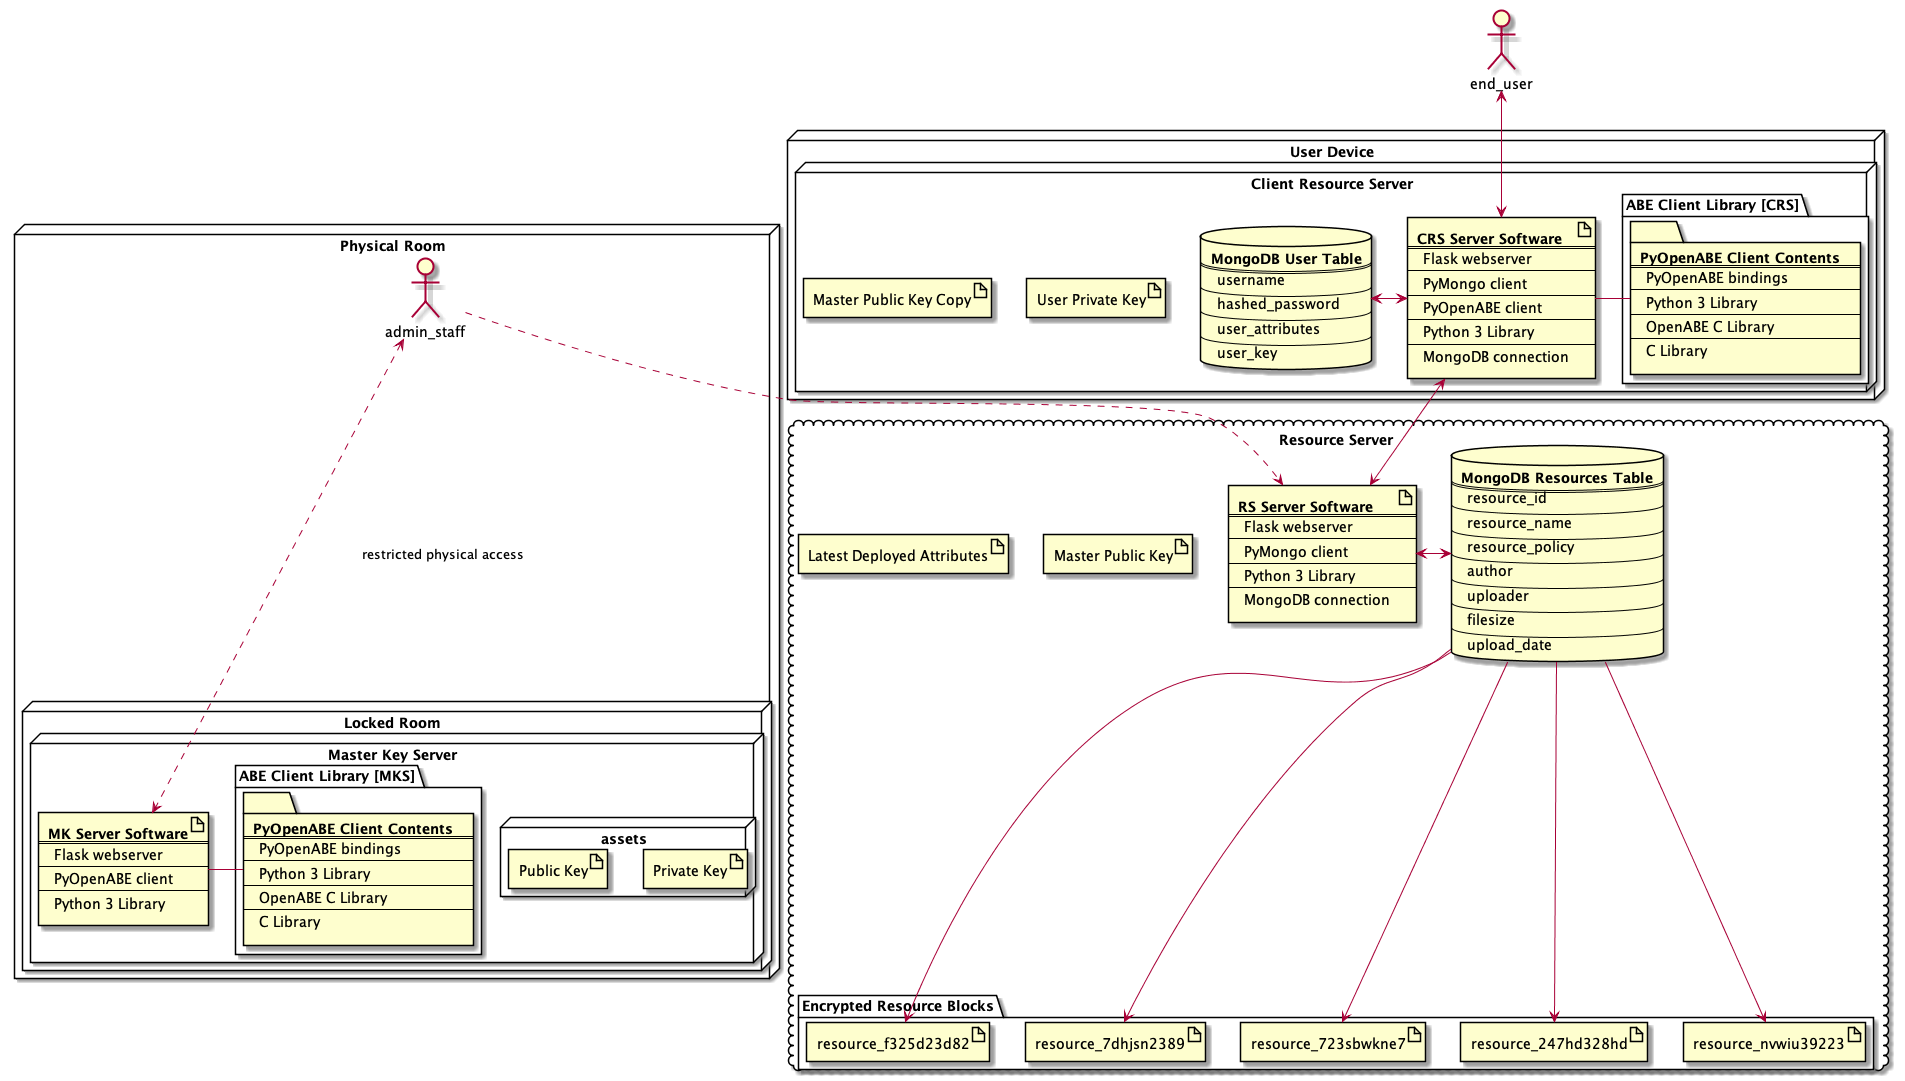 end_user
User Device
Client Resource Server
Master Public Key Copy
User Private Key
MongoDB User Table
username
hashed_password
user_attributes
user_key
CRS Server Software
Flask webserver
PyMongo client
PyOpenABE client
Python 3 Library
MongoDB connection
ABE Client Library [CRS]
PyOpenABE Client Contents
PyOpenABE bindings
Python 3 Library
OpenABE C Library
C Library
Physical Room
admin_staff
restricted physical access
Locked Room
Master Key Server
MK Server Software
Flask webserver
PyOpenABE client
Python 3 Library
ABE Client Library [MKS]
PyOpenABE Client Contents
PyOpenABE bindings
Python 3 Library
OpenABE C Library
C Library
assets
Public Key
Private Key
Resource Server
Latest Deployed Attributes
Master Public Key
RS Server Software
Flask webserver
PyMongo client
Python 3 Library
MongoDB connection
MongoDB Resources Table
resource_id
resource_name
resource_policy
author
uploader
filesize
upload_date
Encrypted Resource Blocks
resource_f325d23d82
resource_7dhjsn2389
resource_723sbwkne7
resource_247hd328hd
resource_nvwiu39223